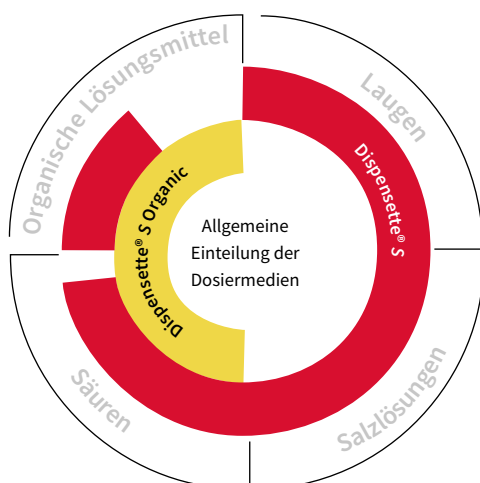 Organische Lösungsmittel
Laugen
Dispensette® S
Dispensette® S Organic
Allgemeine
Einteilung der
Dosiermedien
Säuren
Salzlösungen